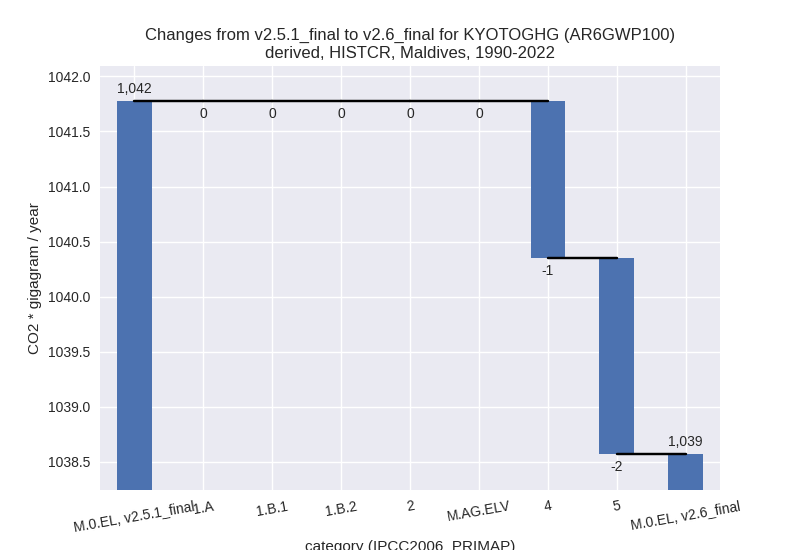 Changes from v2.5.1_final to v2.6_final for KYOTOGHG (AR6GWP100)
derived, HISTCR, Maldives, 1990-2022
1042.0
1041.5
1041.0
1040.5
1040.0
1039.5
1039.0
1038.5
CO2 * gigagram / year
1,042
0
0
0
0
0
-1
-2
1,039
M.0.EL, v2.5.1_final
1.A
1.B.1
1.B.2
2
M.AG.ELV
4
5
M.0.EL, v2.6_final
category (IPCC2006_PRIMAP)